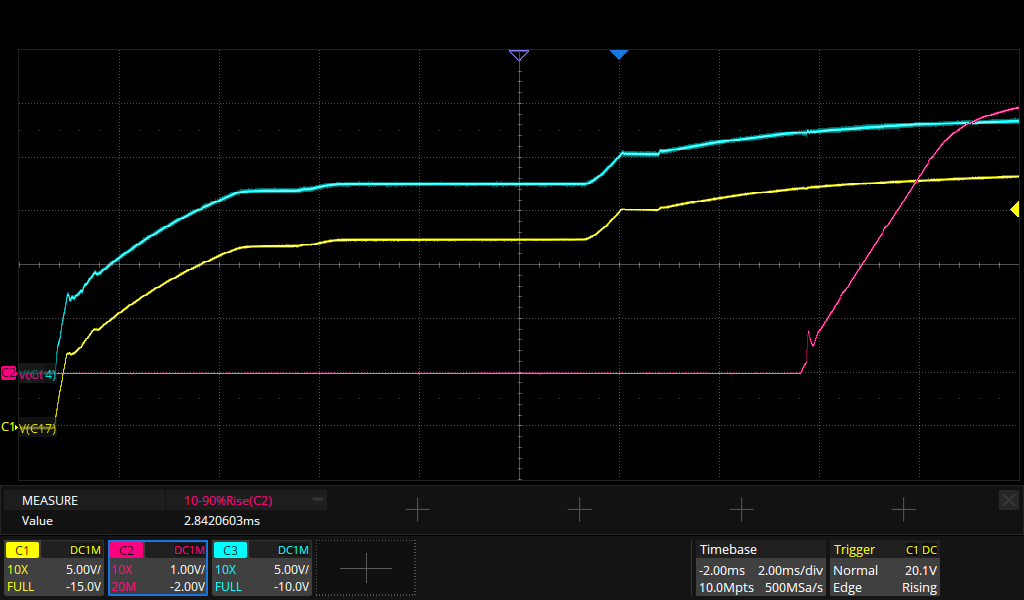 C2 V(ct4)
C1 V(C17)
MEASURE 10-90%Rise(C2)
Value 2.8420603ms
C1 DC1M C2 DC1M C3 DC1M Timebase Trigger C1 DC
10X 5.00V/ 10X 1.00V/ 10X 5.00V/ -2.00ms 2.00ms/div Normal 20.1V
FULL -15.0V 20M -2.00V FULL -10.0V 10.0Mpts 500MSa/s Edge Rising